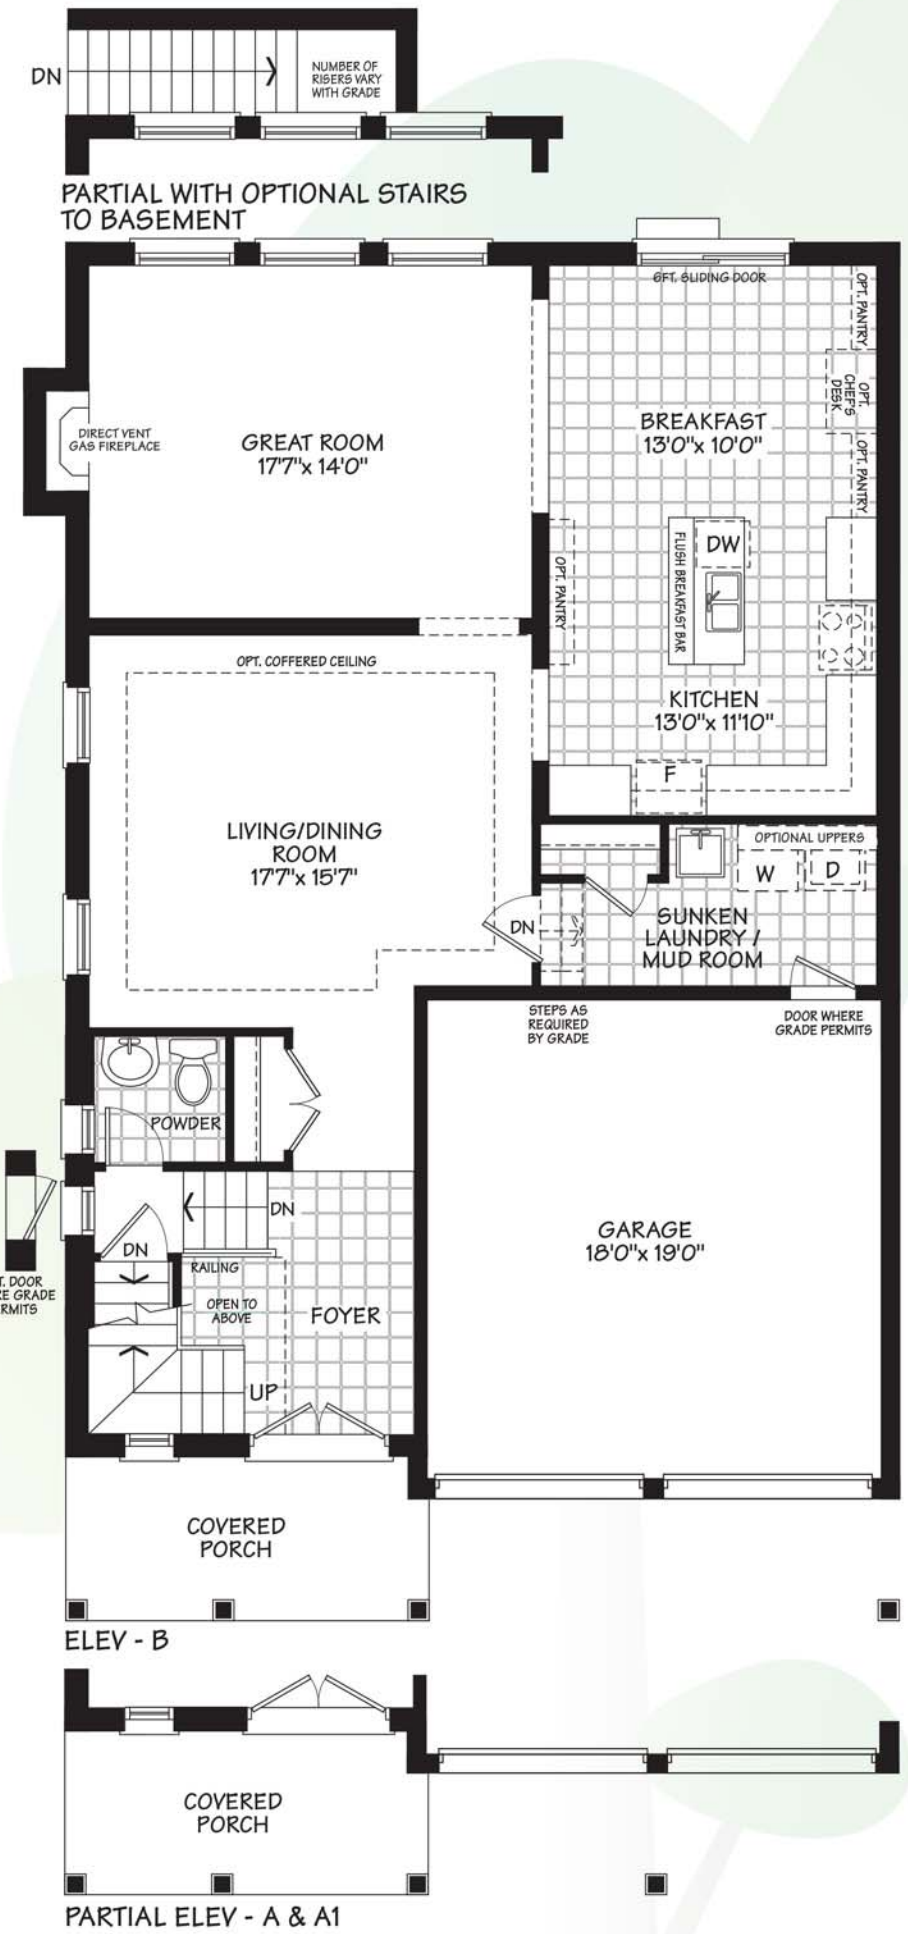 DN
NUMBER OF
RISERS VARY
WITH GRADE
PARTIAL WITH OPTIONAL STAIRS
TO BASEMENT
6FT. SLIDING DOOR
OPT. PANTRY
OPT.
CHEF'S
DESK
OPT. PANTRY
BREAKFAST
13'0"x 10'0"
GREAT ROOM
17'7"x 14'0"
DIRECT VENT
GAS FIREPLACE
DW
FLUSH BREAKFAST BAR
OPT. PANTRY
KITCHEN
13'0"x 11'10"
F
OPT. COFFERED CEILING
LIVING/DINING
ROOM
17'7"x 15'7"
OPTIONAL UPPERS
W
D
DN
SUNKEN
LAUNDRY /
MUD ROOM
STEPS AS
REQUIRED
BY GRADE
DOOR WHERE
GRADE PERMITS
POWDER
DN
DN
RAILING
OPEN TO
ABOVE
FOYER
UP
GARAGE
18'0"x 19'0"
T. DOOR
RE GRADE
RMITS
COVERED
PORCH
ELEV - B
COVERED
PORCH
PARTIAL ELEV - A & A1